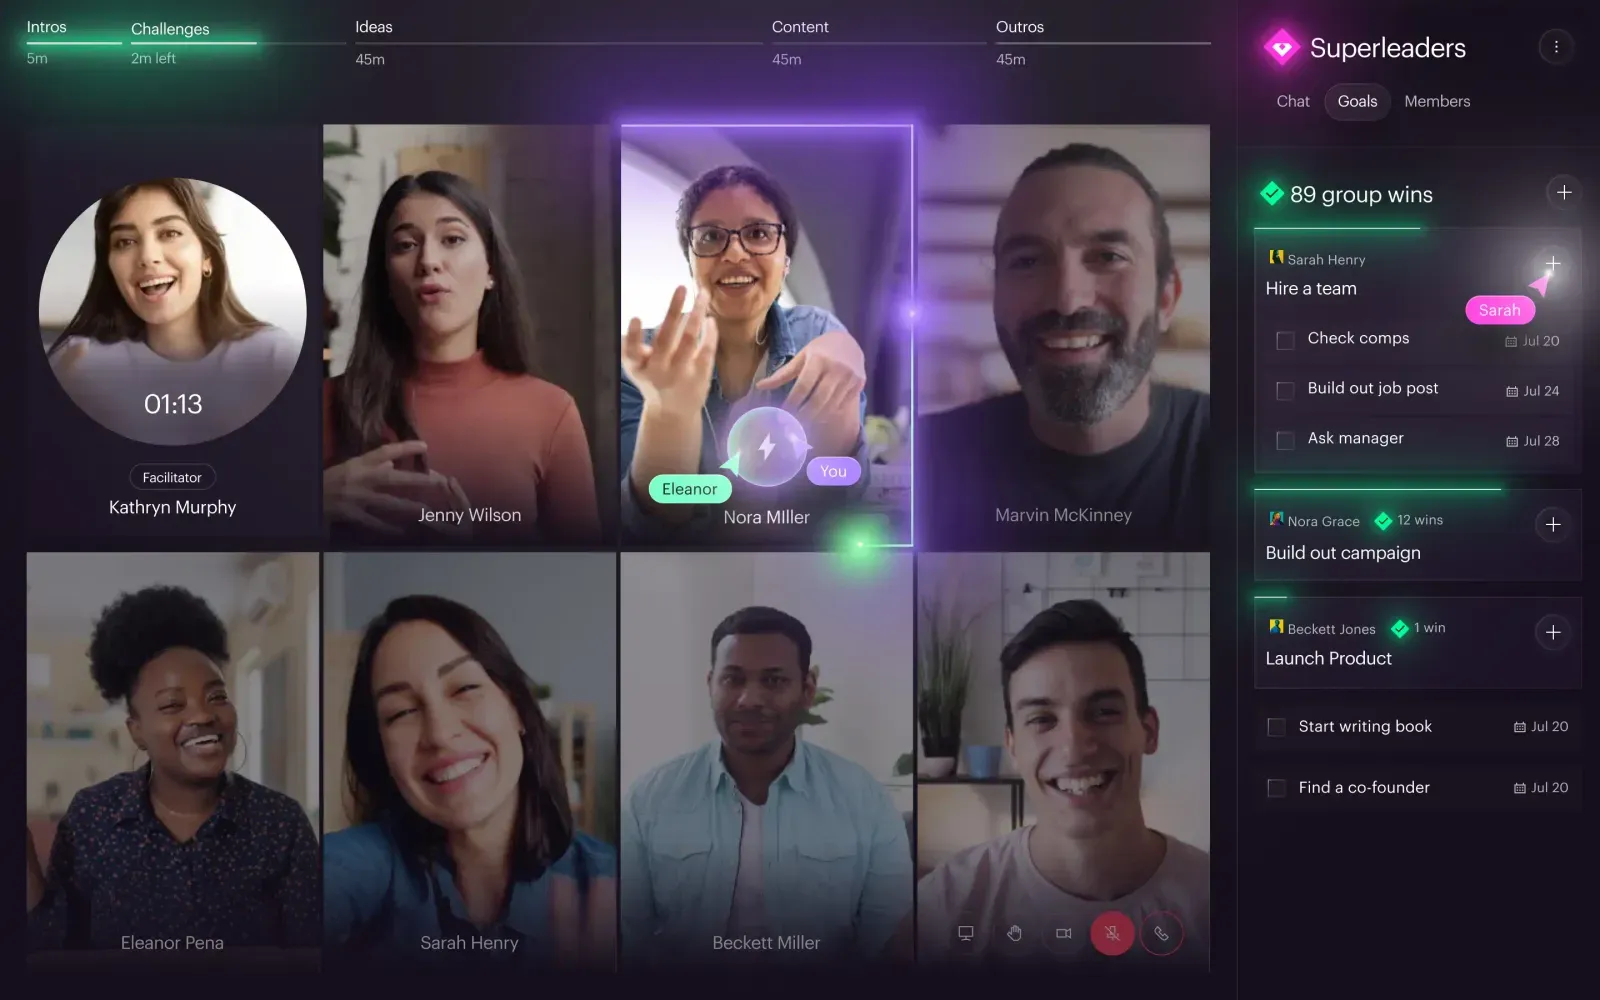 Intros
5m
Challenges
2m left
Ideas
45m
Content
45m
Outros
45m
01:13
Facilitator
Kathryn Murphy
Jenny Wilson
Eleanor
You
Nora MIller
Marvin McKinney
Eleanor Pena
Sarah Henry
Beckett Miller
Superleaders
Chat Goals Members
89 group wins
Sarah Henry
Hire a team
Sarah
Check comps Jul 20
Build out job post Jul 24
Ask manager Jul 28
Nora Grace 12 wins
Build out campaign
Beckett Jones 1 win
Launch Product
Start writing book Jul 20
Find a co-founder Jul 20